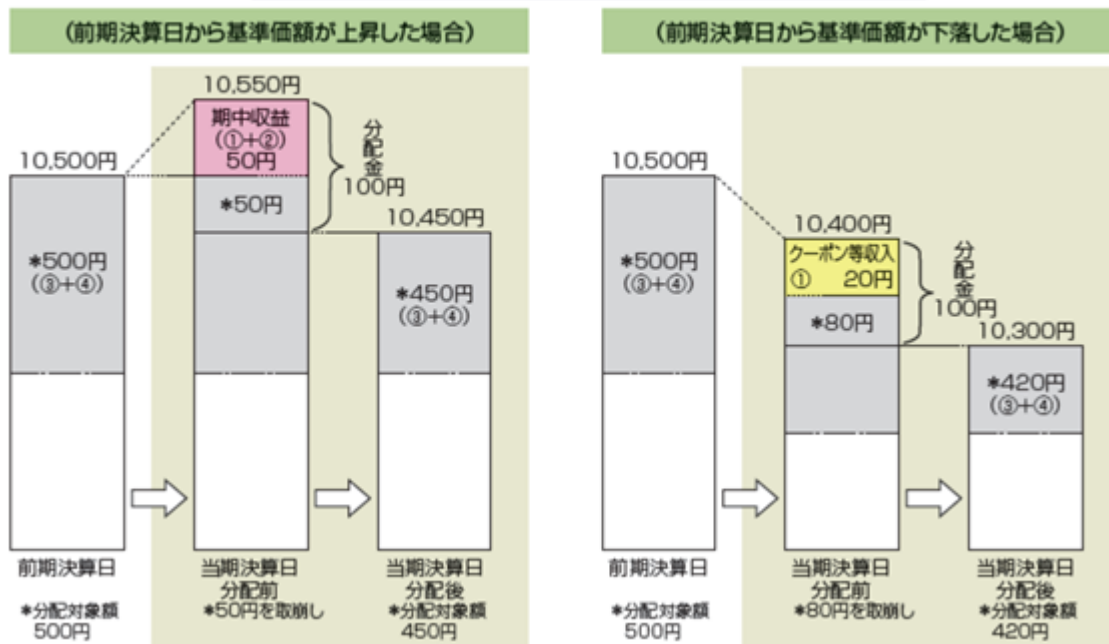 (前期決算日から基準価額が上昇した場合)
10,550円
期中収益
(①+②)
50円
分配金
100円
10,500円
*50円
10,450円
*500円
(③+④)
*450円
(③+④)
前期決算日
当期決算日
分配前
当期決算日
分配後
*分配対象額
500円
*50円を取崩し
*分配対象額
450円
(前期決算日から基準価額が下落した場合)
10,500円
10,400円
クーポン等収入
① 20円
分配金
100円
*500円
(③+④)
*80円
10,300円
*420円
(③+④)
前期決算日
当期決算日
分配前
当期決算日
分配後
*分配対象額
500円
*80円を取崩し
*分配対象額
420円